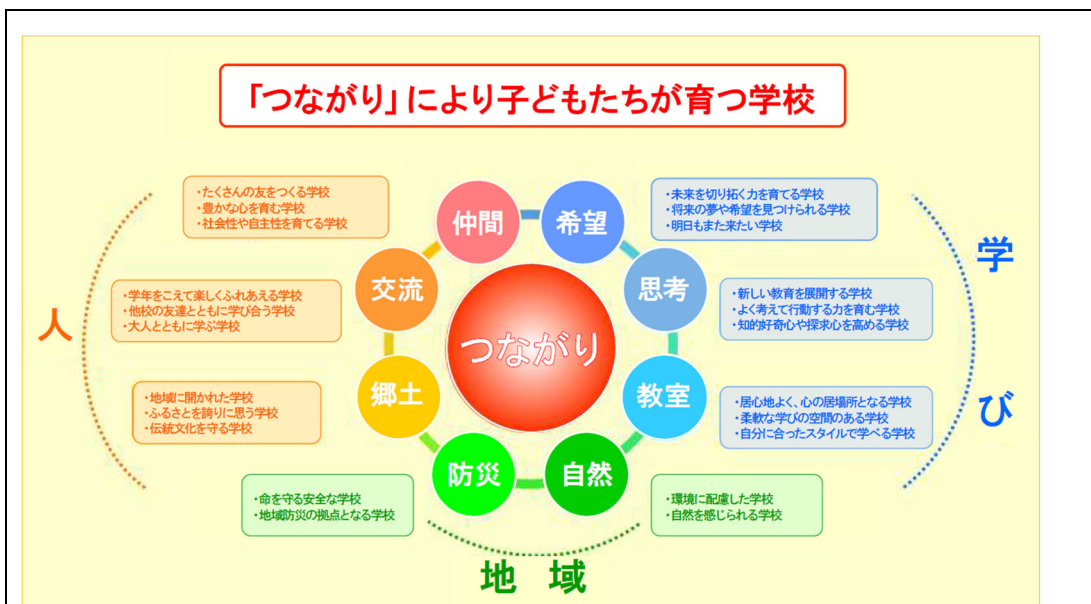 「つながり」により子どもたちが育つ学校
・たくさんの友をつくる学校
・豊かな心を育む学校
・社会性や自主性を育てる学校
仲間
希望
・未来を切り拓く力を育てる学校
・将来の夢や希望を見つけられる学校
・明日もまた来たい学校
学び
人
・学年をこえて楽しくふれあえる学校
・他校の友達とともに学び合う学校
・大人とともに学ぶ学校
交流
思考
・新しい教育を展開する学校
・よく考えて行動する力を育む学校
・知的好奇心や探求心を高める学校
つながり
・地域に開かれた学校
・ふるさとを誇りに思う学校
・伝統文化を守る学校
郷土
教室
・居心地よく、心の居場所となる学校
・柔軟な学びの空間のある学校
・自分に合ったスタイルで学べる学校
・命を守る安全な学校
・地域防災の拠点となる学校
防災
自然
・環境に配慮した学校
・自然を感じられる学校
地 域